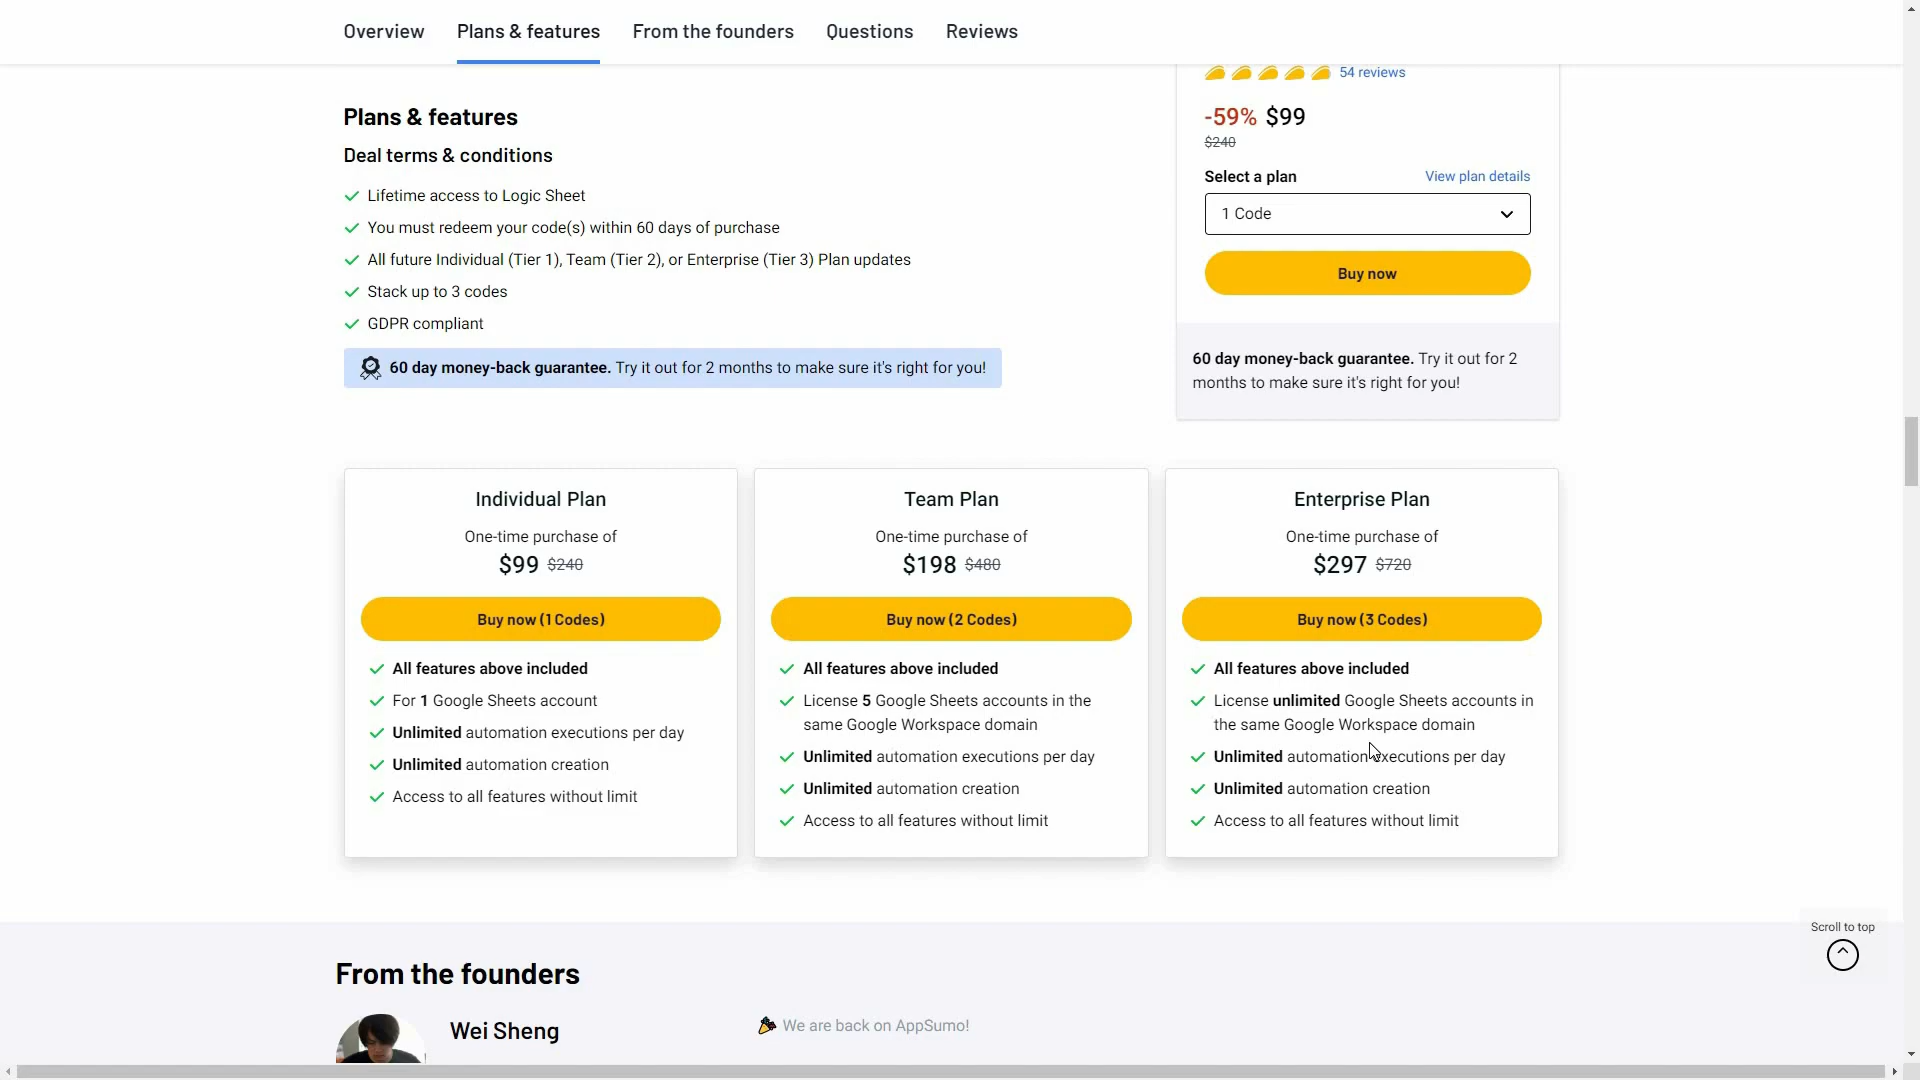 Overview Plans & features From the founders Questions Reviews
54 reviews
-59% $99
$240
Select a plan View plan details
1 Code
Buy now
60 day money-back guarantee. Try it out for 2
months to make sure it's right for you!
Plans & features
Deal terms & conditions
Lifetime access to Logic Sheet
You must redeem your code(s) within 60 days of purchase
All future Individual (Tier 1), Team (Tier 2), or Enterprise (Tier 3) Plan updates
Stack up to 3 codes
GDPR compliant
60 day money-back guarantee. Try it out for 2 months to make sure it's right for you!
Individual Plan
One-time purchase of
$99 $240
Buy now (1 Codes)
All features above included
For 1 Google Sheets account
Unlimited automation executions per day
Unlimited automation creation
Access to all features without limit
Team Plan
One-time purchase of
$198 $480
Buy now (2 Codes)
All features above included
License 5 Google Sheets accounts in the
same Google Workspace domain
Unlimited automation executions per day
Unlimited automation creation
Access to all features without limit
Enterprise Plan
One-time purchase of
$297 $720
Buy now (3 Codes)
All features above included
License unlimited Google Sheets accounts in
the same Google Workspace domain
Unlimited automation executions per day
Unlimited automation creation
Access to all features without limit
Scroll to top
From the founders
Wei Sheng
We are back on AppSumo!